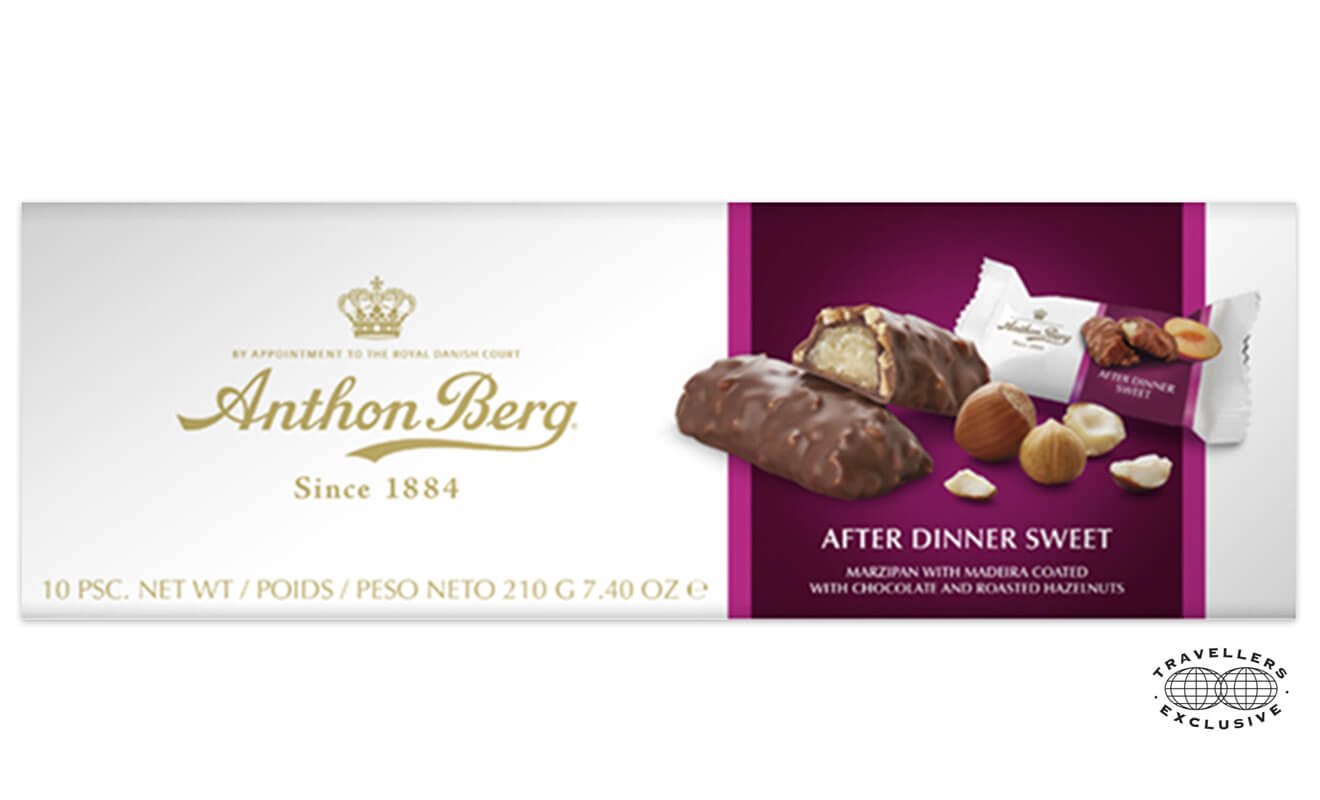 BY APPOINTMENT TO THE ROYAL DANISH COURT
Anthon Berg®
Since 1884
10 PSC. NET WT / POIDS / PESO NETO 210 G 7.40 OZ ℮
Anthon Berg
Since 1884
AFTER DINNER
SWEET
AFTER DINNER SWEET
MARZIPAN WITH MADEIRA COATED
WITH CHOCOLATE AND ROASTED HAZELNUTS
TRAVELLERS
EXCLUSIVE